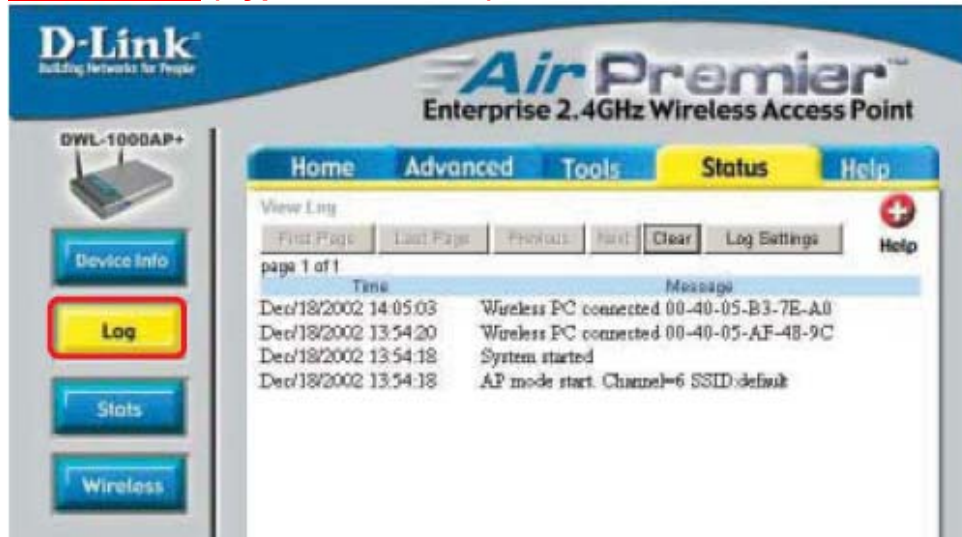 D-Link
Building Networks for People
Air Premier™
Enterprise 2.4GHz Wireless Access Point
DWL-1000AP+
Home Advanced Tools Status Help
View Log
First Page Last Page Previous Next Clear Log Settings
Help
page 1 of 1
Time Message
Dec/18/2002 14:05:03 Wireless PC connected 00-40-05-B3-7E-A0
Dec/18/2002 13:54:20 Wireless PC connected 00-40-05-AF-48-9C
Dec/18/2002 13:54:18 System started
Dec/18/2002 13:54:18 AP mode start. Channel=6 SSID:default
Device Info
Log
Stats
Wireless